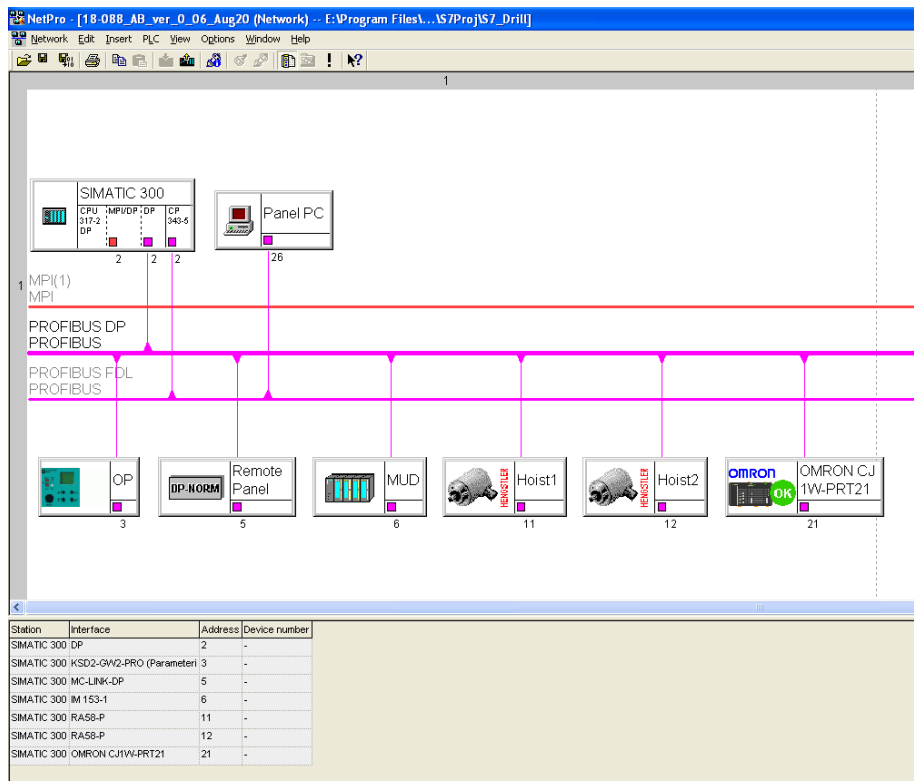 NetPro - [18-088_AB_ver_0_06_Aug20 (Network) -- E:\Program Files\...\S7Proj\S7_Drill]
Network Edit Insert PLC View Options Window Help
1
SIMATIC 300
CPU 317-2 DP
MPI/DP
DP
CP 343-5
2 2 2
Panel PC
26
1
MPI(1)
MPI
PROFIBUS DP
PROFIBUS
PROFIBUS FDL
PROFIBUS
OP
3
DP-NORM
Remote Panel
5
MUD
6
HENGSTLER
Hoist1
11
HENGSTLER
Hoist2
12
OMRON
OK
OMRON CJ
1W-PRT21
21
Station Interface Address Device number
SIMATIC 300 DP 2 -
SIMATIC 300 KSD2-GW2-PRO (Parameteri 3 -
SIMATIC 300 MC-LINK-DP 5 -
SIMATIC 300 IM 153-1 6 -
SIMATIC 300 RA58-P 11 -
SIMATIC 300 RA58-P 12 -
SIMATIC 300 OMRON CJ1W-PRT21 21 -